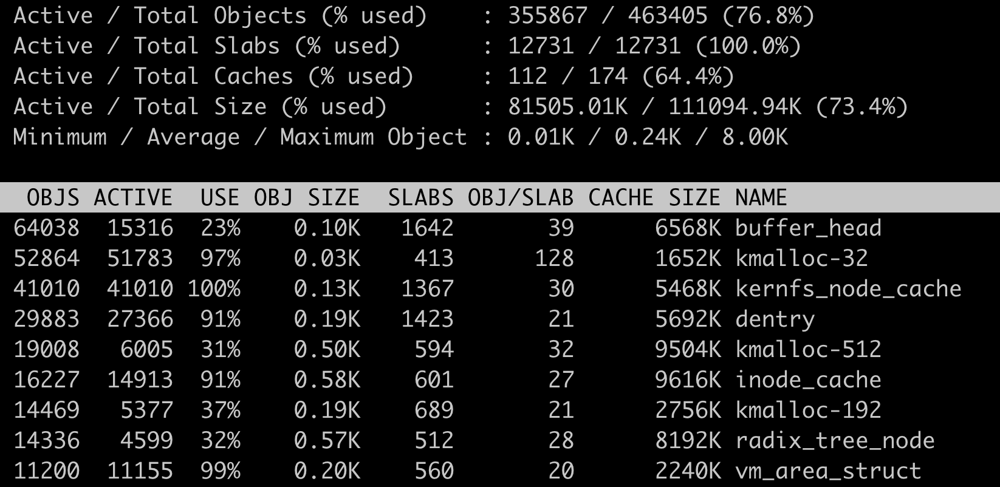 Active / Total Objects (% used)    : 355867 / 463405 (76.8%)
Active / Total Slabs (% used)      : 12731 / 12731 (100.0%)
Active / Total Caches (% used)     : 112 / 174 (64.4%)
Active / Total Size (% used)       : 81505.01K / 111094.94K (73.4%)
Minimum / Average / Maximum Object : 0.01K / 0.24K / 8.00K
OBJS ACTIVE  USE OBJ SIZE  SLABS OBJ/SLAB CACHE SIZE NAME
64038  15316  23%    0.10K   1642       39      6568K buffer_head
52864  51783  97%    0.03K    413      128      1652K kmalloc-32
41010  41010 100%    0.13K   1367       30      5468K kernfs_node_cache
29883  27366  91%    0.19K   1423       21      5692K dentry
19008   6005  31%    0.50K    594       32      9504K kmalloc-512
16227  14913  91%    0.58K    601       27      9616K inode_cache
14469   5377  37%    0.19K    689       21      2756K kmalloc-192
14336   4599  32%    0.57K    512       28      8192K radix_tree_node
11200  11155  99%    0.20K    560       20      2240K vm_area_struct